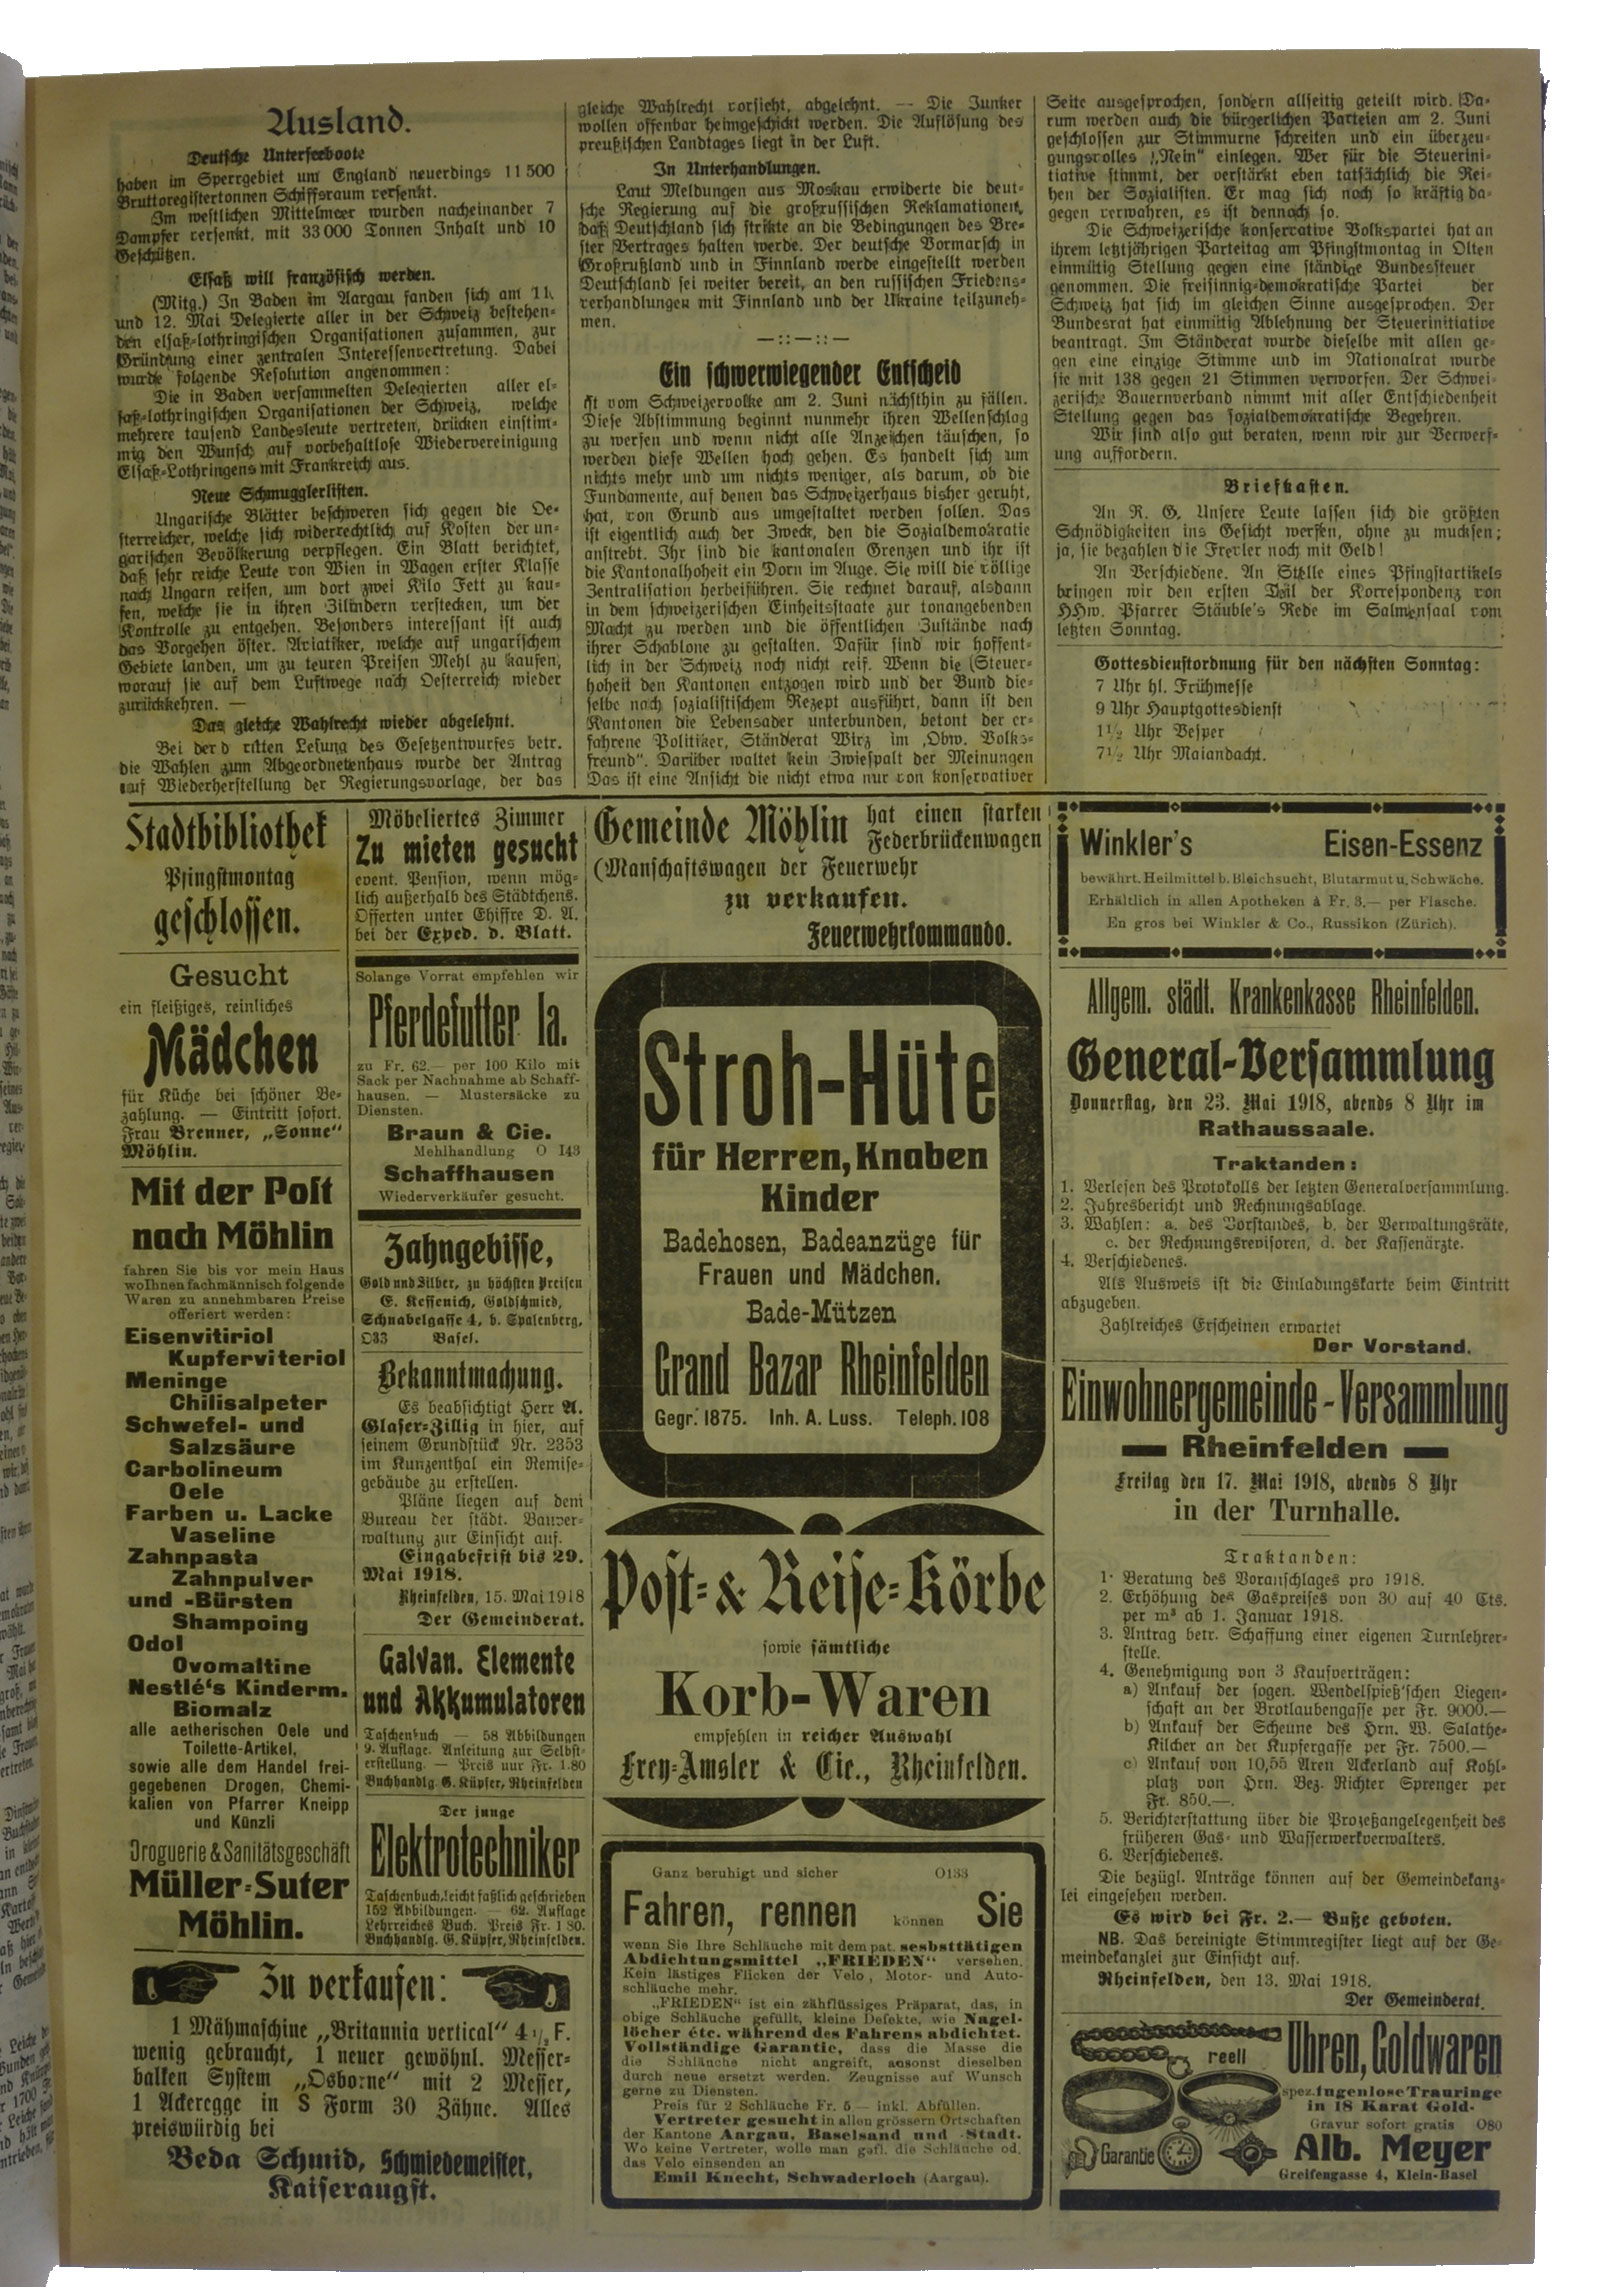 Ausland.
Deutsche Unterseeboote
haben im Sperrgebiet um England neuerdings 11 500
Bruttoregistertonnen Schiffsraum versenkt.
Im westlichen Mittelmeer wurden nacheinander 7
Dampfer versenkt, mit 33 000 Tonnen Inhalt und 10
Geschützen.
Elsaß will französisch werden.
(Mitg.) In Baden im Aargau fanden sich am 11.
und 12. Mai Delegierte aller in der Schweiz bestehen-
den elsaß-lothringischen Organisationen zusammen, zur
Gründung einer zentralen Interessenvertretung. Dabei
wurde folgende Resolution angenommen:
Die in Baden versammelten Delegierten aller el-
saß-lothringischen Organisationen der Schweiz, welche
mehrere tausend Landesleute vertreten, drücken einstim-
mig den Wunsch auf vorbehaltlose Wiedervereinigung
Elsaß-Lothringens mit Frankreich aus.
Neue Schmugglerlisten.
Ungarische Blätter beschweren sich gegen die Oe-
sterreicher, welche sich widerrechtlich auf Kosten der un-
garischen Bevölkerung verpflegen. Ein Blatt berichtet,
daß sehr reiche Leute von Wien in Wagen erster Klasse
nach Ungarn reisen, um dort zwei Kilo Fett zu kau-
fen, welche sie in ihren Zilindern verstecken, um der
Kontrolle zu entgehen. Besonders interessant ist auch
das Vorgehen öster. Aviatiker, welche auf ungarischem
Gebiete landen, um zu teuren Preisen Mehl zu kaufen,
worauf sie auf dem Luftwege nach Oesterreich wieder
zurückkehren. —
Das gleiche Wahlrecht wieder abgelehnt.
Bei der d ritten Lesung des Gesetzentwurfes betr.
die Wahlen zum Abgeordnetenhaus wurde der Antrag
auf Wiederherstellung der Regierungsvorlage, der das
gleiche Wahlrecht vorsieht, abgelehnt. — Die Junker
wollen offenbar heimgeschickt werden. Die Auflösung des
preußischen Landtages liegt in der Luft.
In Unterhandlungen.
Laut Meldungen aus Moskau erwiderte die deut-
sche Regierung auf die großrussischen Reklamationen,
daß Deutschland sich strikte an die Bedingungen des Bre-
ster Vertrages halten werde. Der deutsche Vormarsch in
Großrußland und in Finnland werde eingestellt werden
Deutschland sei weiter bereit, an den russischen Friedens-
verhandlungen mit Finnland und der Ukraine teilzuneh-
men.
—::—::—
Ein schwerwiegender Entscheid
ist vom Schweizervolke am 2. Juni nächsthin zu fällen.
Diese Abstimmung beginnt nunmehr ihren Wellenschlag
zu werfen und wenn nicht alle Anzeichen täuschen, so
werden diese Wellen hoch gehen. Es handelt sich um
nichts mehr und um nichts weniger, als darum, ob die
Fundamente, auf denen das Schweizerhaus bisher geruht,
hat, von Grund aus umgestaltet werden sollen. Das
ist eigentlich auch der Zweck, den die Sozialdemokratie
anstrebt. Ihr sind die kantonalen Grenzen und ihr ist
die Kantonalhoheit ein Dorn im Auge. Sie will die völlige
Zentralisation herbeiführen. Sie rechnet darauf, alsdann
in dem schweizerischen Einheitsstaate zur tonangebenden
Macht zu werden und die öffentlichen Zustände nach
ihrer Schablone zu gestalten. Dafür sind wir hoffent-
lich in der Schweiz noch nicht reif. Wenn die (Steuer-
hoheit den Kantonen entzogen wird und der Bund die-
selbe nach sozialistischem Rezept ausführt, dann ist den
Kantonen die Lebensader unterbunden, betont der er-
fahrene Politiker, Ständerat Wirz im „Obw. Volks-
freund“. Darüber waltet kein Zwiespalt der Meinungen
Das ist eine Ansicht die nicht etwa nur von konservativer
Seite ausgesprochen, sondern allseitig geteilt wird. Da-
rum werden auch die bürgerlichen Parteien am 2. Juni
geschlossen zur Stimmurne schreiten und ein überzeu-
gungsvolles „Nein“ einlegen. Wer für die Steuerini-
tiative stimmt, der verstärkt eben tatsächlich die Rei-
hen der Sozialisten. Er mag sich noch so kräftig da-
gegen verwahren, es ist dennoch so.
Die Schweizerische konservative Volkspartei hat an
ihrem letztjährigen Parteitag am Pfingstmontag in Olten
einmütig Stellung gegen eine ständige Bundessteuer
genommen. Die freisinnig-demokratische Partei der
Schweiz hat sich im gleichen Sinne ausgesprochen. Der
Bundesrat hat einmütig Ablehnung der Steuerinitiative
beantragt. Im Ständerat wurde dieselbe mit allen ge-
gen eine einzige Stimme und im Nationalrat wurde
sie mit 138 gegen 21 Stimmen verworfen. Der Schwei-
zerische Bauernverband nimmt mit aller Entschiedenheit
Stellung gegen das sozialdemokratische Begehren.
Wir sind also gut beraten, wenn wir zur Verwerf-
ung auffordern.
Briefkasten.
An R. G. Unsere Leute lassen sich die größten
Schnödigkeiten ins Gesicht werfen, ohne zu mucksen;
ja, sie bezahlen die Frevler noch mit Geld!
An Verschiedene. An Stelle eines Pfingstartikels
bringen wir den ersten Teil der Korrespondenz von
HHw. Pfarrer Stäuble's Rede im Salmensaal vom
letzten Sonntag.
Gottesdienstordnung für den nächsten Sonntag:
7 Uhr hl. Frühmesse
9 Uhr Hauptgottesdienst
1½ Uhr Vesper
7½ Uhr Maiandacht.
Stadtbibliothek
Pfingstmontag
geschlossen.
Gesucht
ein fleißiges, reinliches
Mädchen
für Küche bei schöner Be-
zahlung. — Eintritt sofort.
Frau Brenner, „Sonne“
Möhlin.
Mit der Post
nach Möhlin
fahren Sie bis vor mein Haus
wo Ihnen fachmännisch folgende
Waren zu annehmbaren Preise
offeriert werden:
Eisenvitiriol
Kupferviteriol
Meninge
Chilisalpeter
Schwefel- und
Salzsäure
Carbolineum
Oele
Farben u. Lacke
Vaseline
Zahnpasta
Zahnpulver
und -Bürsten
Shampoing
Odol
Ovomaltine
Nestlé's Kinderm.
Biomalz
alle aetherischen Oele und
Toilette-Artikel,
sowie alle dem Handel frei-
gegebenen Drogen, Chemi-
kalien von Pfarrer Kneipp
und Künzli
Droguerie & Sanitätsgeschäft
Müller-Suter
Möhlin.
Möbeliertes Zimmer
Zu mieten gesucht
event. Pension, wenn mög-
lich außerhalb des Städtchens.
Offerten unter Chiffre D. A.
bei der Exped. d. Blatt.
Solange Vorrat empfehlen wir
Pferdefutter Ia.
zu Fr. 62.— per 100 Kilo mit
Sack per Nachnahme ab Schaff-
hausen. — Mustersäcke zu
Diensten.
Braun & Cie.
Mehlhandlung O 143
Schaffhausen
Wiederverkäufer gesucht.
Zahngebisse,
Gold und Silber, zu höchsten Preisen
E. Kessenich, Goldschmied,
Schnabelgasse 4, b. Spalenberg,
O33 Basel.
Bekanntmachung.
Es beabsichtigt Herr A.
Glaser-Zillig in hier, auf
seinem Grundstück Nr. 2353
im Kunzenthal ein Remise-
gebäude zu erstellen.
Pläne liegen auf dem
Bureau der städt. Bauver-
waltung zur Einsicht auf.
Eingabefrist bis 29.
Mai 1918.
Rheinfelden, 15. Mai 1918
Der Gemeinderat.
Galvan. Elemente
und Akkumulatoren
Taschenbuch — 58 Abbildungen
9. Auflage. Anleitung zur Selbst-
erstellung. — Preis nur Fr. 1.80
Buchhandlg. G. Küpfer, Rheinfelden
Der junge
Elektrotechniker
Taschenbuch, leicht faßlich geschrieben
152 Abbildungen. — 62. Auflage
Lehrreiches Buch. Preis Fr. 1 80.
Buchhandlg. G. Küpfer, Rheinfelden.
Zu verkaufen:
1 Mähmaschine „Britannia vertical“ 4½ F.
wenig gebraucht, 1 neuer gewöhnl. Messer-
balken System „Osborne“ mit 2 Messer,
1 Ackeregge in S Form 30 Zähne. Alles
preiswürdig bei
Beda Schmid, Schmiedemeister,
Kaiseraugst.
Gemeinde Möhlin hat einen starken
Federbrückenwagen
(Manschaftswagen der Feuerwehr
zu verkaufen.
Feuerwehrkommando.
Stroh-Hüte
für Herren, Knaben
Kinder
Badehosen, Badeanzüge für
Frauen und Mädchen.
Bade-Mützen
Grand Bazar Rheinfelden
Gegr. 1875. Inh. A. Luss. Teleph. 108
Post- & Reise-Körbe
sowie sämtliche
Korb-Waren
empfehlen in reicher Auswahl
Frey-Amsler & Cie., Rheinfelden.
Ganz beruhigt und sicher O133
Fahren, rennen können Sie
wenn Sie Ihre Schläuche mit dem pat. sesbsttätigen
Abdichtungsmittel „FRIEDEN“ versehen.
Kein lästiges Flicken der Velo, Motor- und Auto-
schläuche mehr.
„FRIEDEN“ ist ein zähflüssiges Präparat, das, in
obige Schläuche gefüllt, kleine Defekte, wie Nagel-
löcher étc. während des Fahrens abdichtet.
Vollständige Garantie, dass die Masse die
die Schläuche nicht angreift, ansonst dieselben
durch neue ersetzt werden. Zeugnisse auf Wunsch
gerne zu Diensten.
Preis für 2 Schläuche Fr. 5 — inkl. Abfüllen.
Vertreter gesucht in allen grössern Ortschaften
der Kantone Aargau, Baselsand und -Stadt.
Wo keine Vertreter, wolle man gefl. die Schläuche od.
das Velo einsenden an
Emil Knecht, Schwaderloch (Aargau).
Winkler's Eisen-Essenz
bewährt. Heilmittel b. Bleichsucht, Blutarmut u. Schwäche.
Erhältlich in allen Apotheken à Fr. 3.— per Flasche.
En gros bei Winkler & Co., Russikon (Zürich).
Allgem. städt. Krankenkasse Rheinfelden.
General-Versammlung
Donnerstag, den 23. Mai 1918, abends 8 Uhr im
Rathaussaale.
Traktanden:
1. Verlesen des Protokolls der letzten Generalversammlung.
2. Jahresbericht und Rechnungsablage.
3. Wahlen: a. des Vorstandes, b. der Verwaltungsräte,
c. der Rechnungsrevisoren, d. der Kassenärzte.
4. Verschiedenes.
Als Ausweis ist die Einladungskarte beim Eintritt
abzugeben.
Zahlreiches Erscheinen erwartet
Der Vorstand.
Einwohnergemeinde-Versammlung
Rheinfelden
Freitag den 17. Mai 1918, abends 8 Uhr
in der Turnhalle.
Traktanden:
1. Beratung des Voranschlages pro 1918.
2. Erhöhung des Gaspreises von 30 auf 40 Cts.
per m³ ab 1. Januar 1918.
3. Antrag betr. Schaffung einer eigenen Turnlehrer-
stelle.
4. Genehmigung von 3 Kaufverträgen:
a) Ankauf der sogen. Wendelspieß'schen Liegen-
schaft an der Brotlaubengasse per Fr. 9000.—
b) Ankauf der Scheune des Hrn. W. Salathe-
Kilcher an der Kupfergasse per Fr. 7500.—
c) Ankauf von 10,55 Aren Ackerland auf Kohl-
platz von Hrn. Bez. Richter Sprenger per
Fr. 850.—.
5. Berichterstattung über die Prozeßangelegenheit des
früheren Gas- und Wasserwerkverwalters.
6. Verschiedenes.
Die bezügl. Anträge können auf der Gemeindekanz-
lei eingesehen werden.
Es wird bei Fr. 2.— Buße geboten.
NB. Das bereinigte Stimmregister liegt auf der Ge-
meindekanzlei zur Einsicht auf.
Rheinfelden, den 13. Mai 1918.
Der Gemeinderat.
reell Uhren, Goldwaren
spez. fugenlose Trauringe
in 18 Karat Gold.
Gravur sofort gratis O80
Garantie Alb. Meyer
Greifengasse 4, Klein-Basel